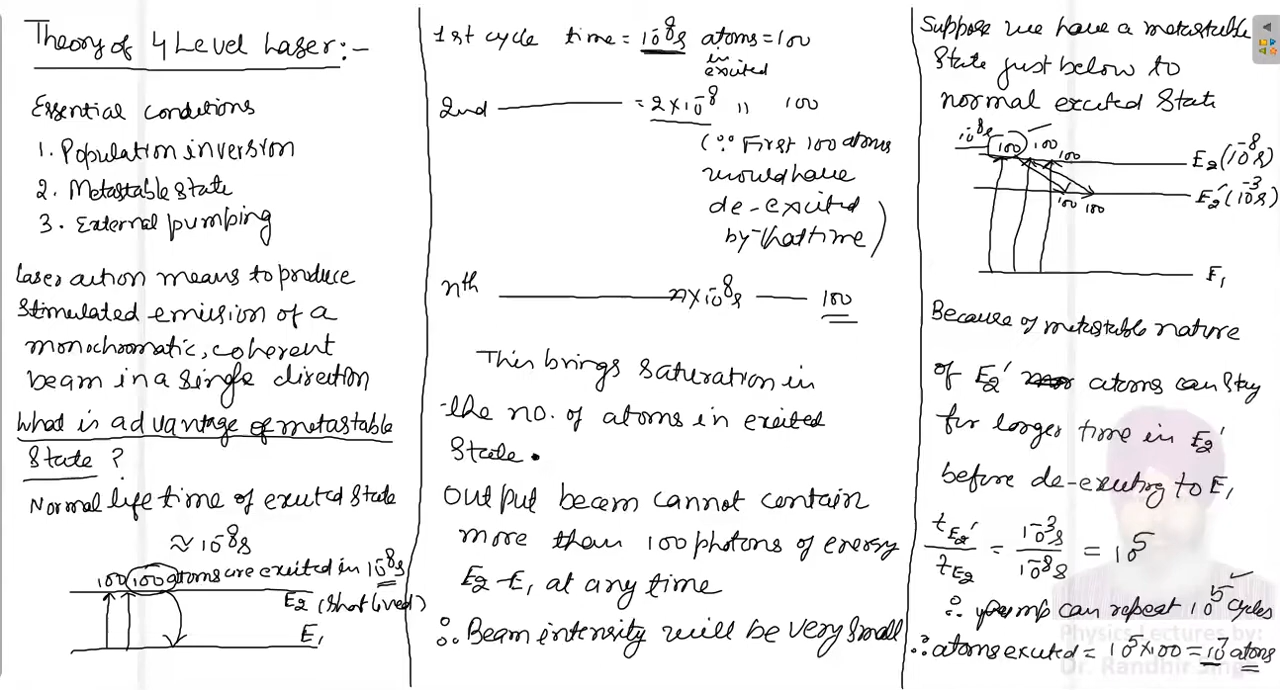 Theory of 4 Level Laser:-
Essential conditions
1. Population inversion
2. Metastable state
3. External pumping
Laser action means to produce
stimulated emission of a
monochromatic, coherent
beam in a single direction
What is advantage of metastable
State ?
Normal life time of excited state
≈ 10⁻⁸s
100 100 atoms are excited in 10⁻⁸s
E₂ (Short lived)
E₁
1st cycle time = 10⁻⁸s atoms = 100
in
excited
2nd ——— = 2×10⁻⁸ " 100
(∵ First 100 atoms
would have
de-excited
by that time)
nth ——— n×10⁻⁸s —— 100
This brings saturation in
the no. of atoms in excited
State.
Output beam cannot contain
more than 100 photons of energy
E₂-E₁ at any time
∴ Beam intensity will be very small
Suppose we have a metastable
State just below to
normal excited State
10⁻⁸s 100 100 100 E₂ (10⁻⁸s)
100 100 E₂' (10⁻³s)
E₁
Because of metastable nature
of E₂' atoms can stay
for longer time in E₂'
before de-exciting to E₁
tE₂'/tE₂ = 10⁻³s/10⁻⁸s = 10⁵
∴ pump can repeat 10⁵ cycles
∴ atoms excited = 10⁵×100 = 10⁷ atoms
Physics Lectures by:
Dr. Randhir Singh